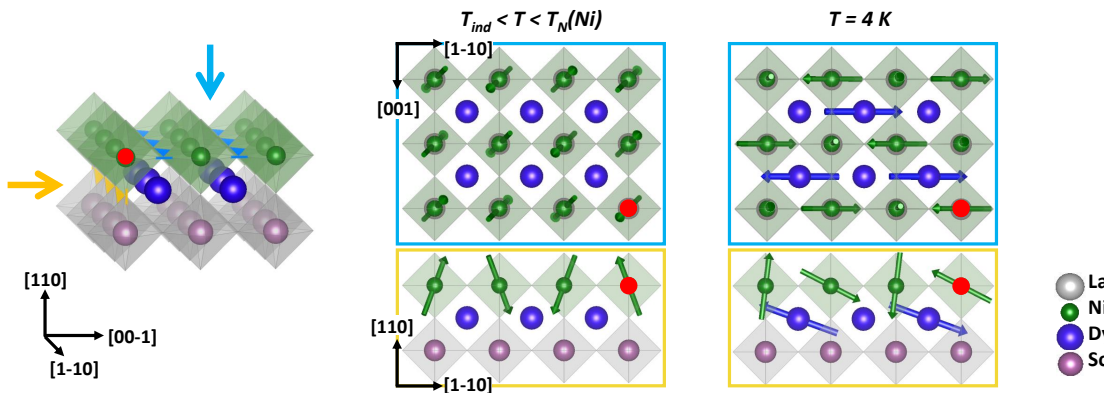 T_ind < T < T_N(Ni)
T = 4 K
[1-10]
[001]
[110]
[00-1]
[1-10]
[110]
[1-10]
La
Ni
Dy
Sc